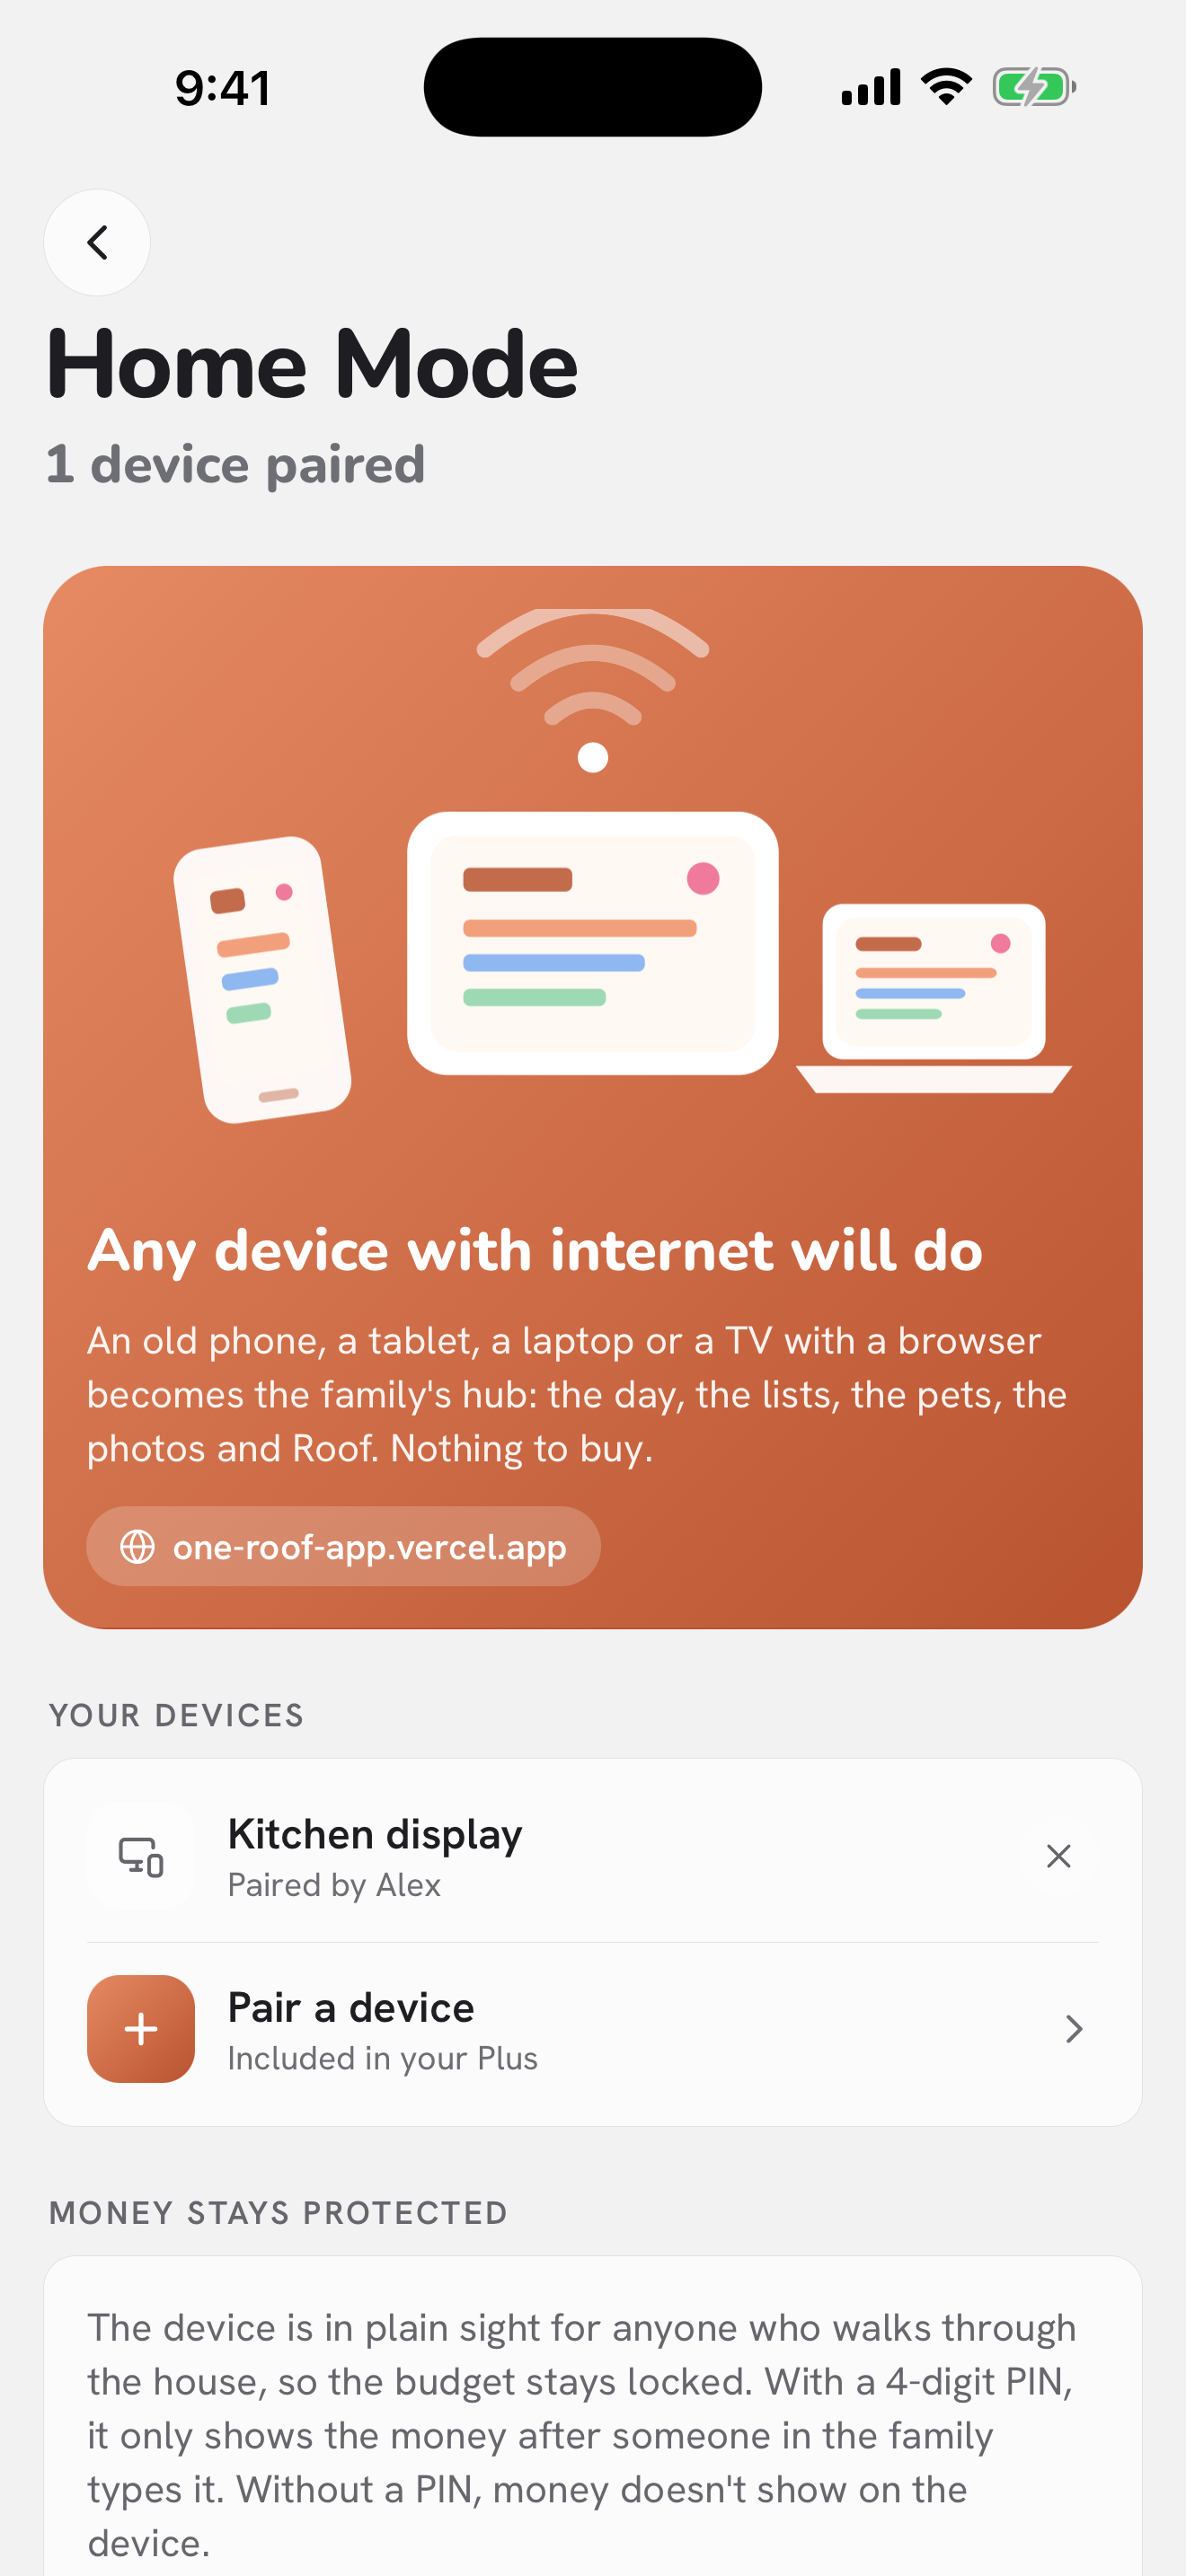 9:41
Home Mode
1 device paired
Any device with internet will do
An old phone, a tablet, a laptop or a TV with a browser
becomes the family's hub: the day, the lists, the pets, the
photos and Roof. Nothing to buy.
one-roof-app.vercel.app
YOUR DEVICES
Kitchen display
Paired by Alex
Pair a device
Included in your Plus
MONEY STAYS PROTECTED
The device is in plain sight for anyone who walks through
the house, so the budget stays locked. With a 4-digit PIN,
it only shows the money after someone in the family
types it. Without a PIN, money doesn't show on the
device.